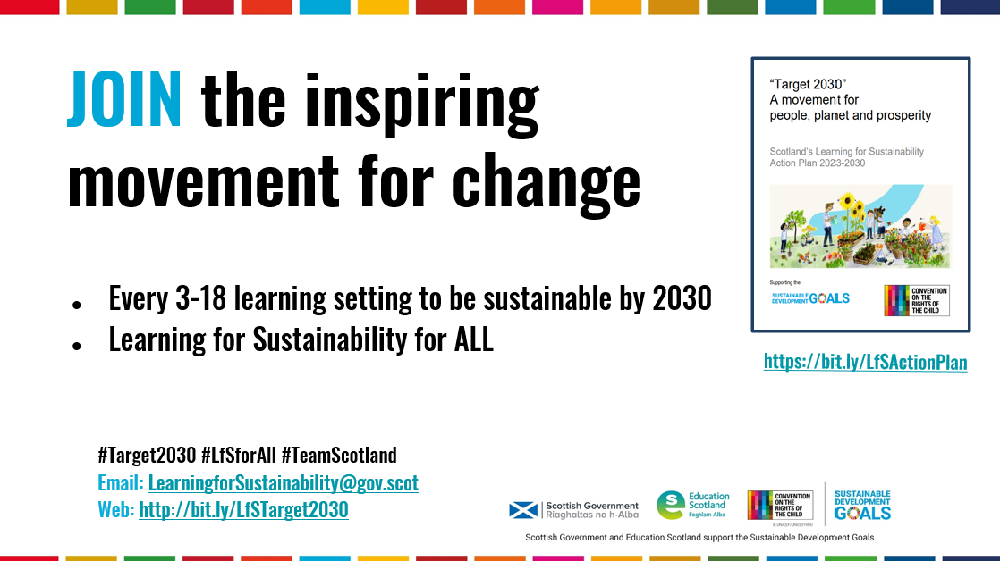 JOIN the inspiring
movement for change
Every 3-18 learning setting to be sustainable by 2030
Learning for Sustainability for ALL
“Target 2030”
A movement for
people, planet and prosperity
Scotland’s Learning for Sustainability
Action Plan 2023-2030
Supporting the:
SUSTAINABLE
DEVELOPMENT GOALS
CONVENTION
ON THE
RIGHTS OF
THE CHILD
https://bit.ly/LfSActionPlan
#Target2030 #LfSforAll #TeamScotland
Email: LearningforSustainability@gov.scot
Web: http://bit.ly/LfSTarget2030
Scottish Government
Riaghaltas na h-Alba
Education
Scotland
Foghlam Alba
CONVENTION
ON THE
RIGHTS OF
THE CHILD
SUSTAINABLE
DEVELOPMENT
GOALS
Scottish Government and Education Scotland support the Sustainable Development Goals